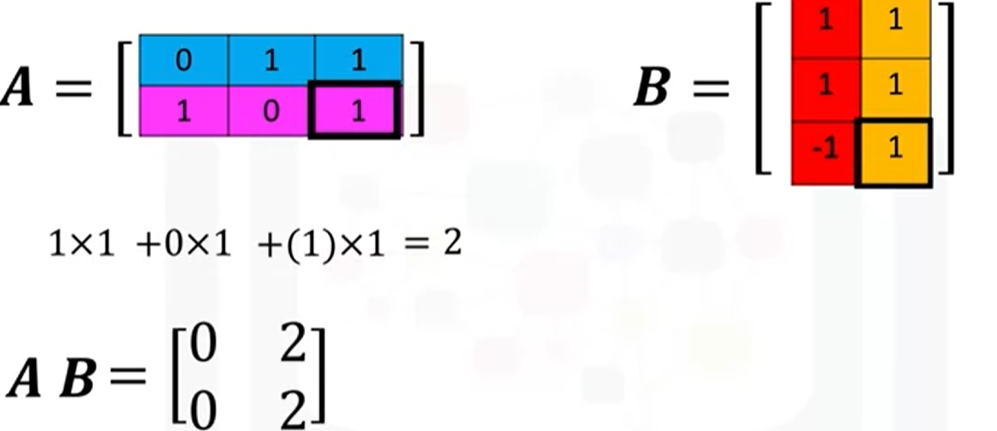 A = [ 0 1 1
1 0 1 ]
B = [ 1 1
1 1
-1 1 ]
1×1 +0×1 +(1)×1 = 2
A B = [ 0 2
0 2 ]